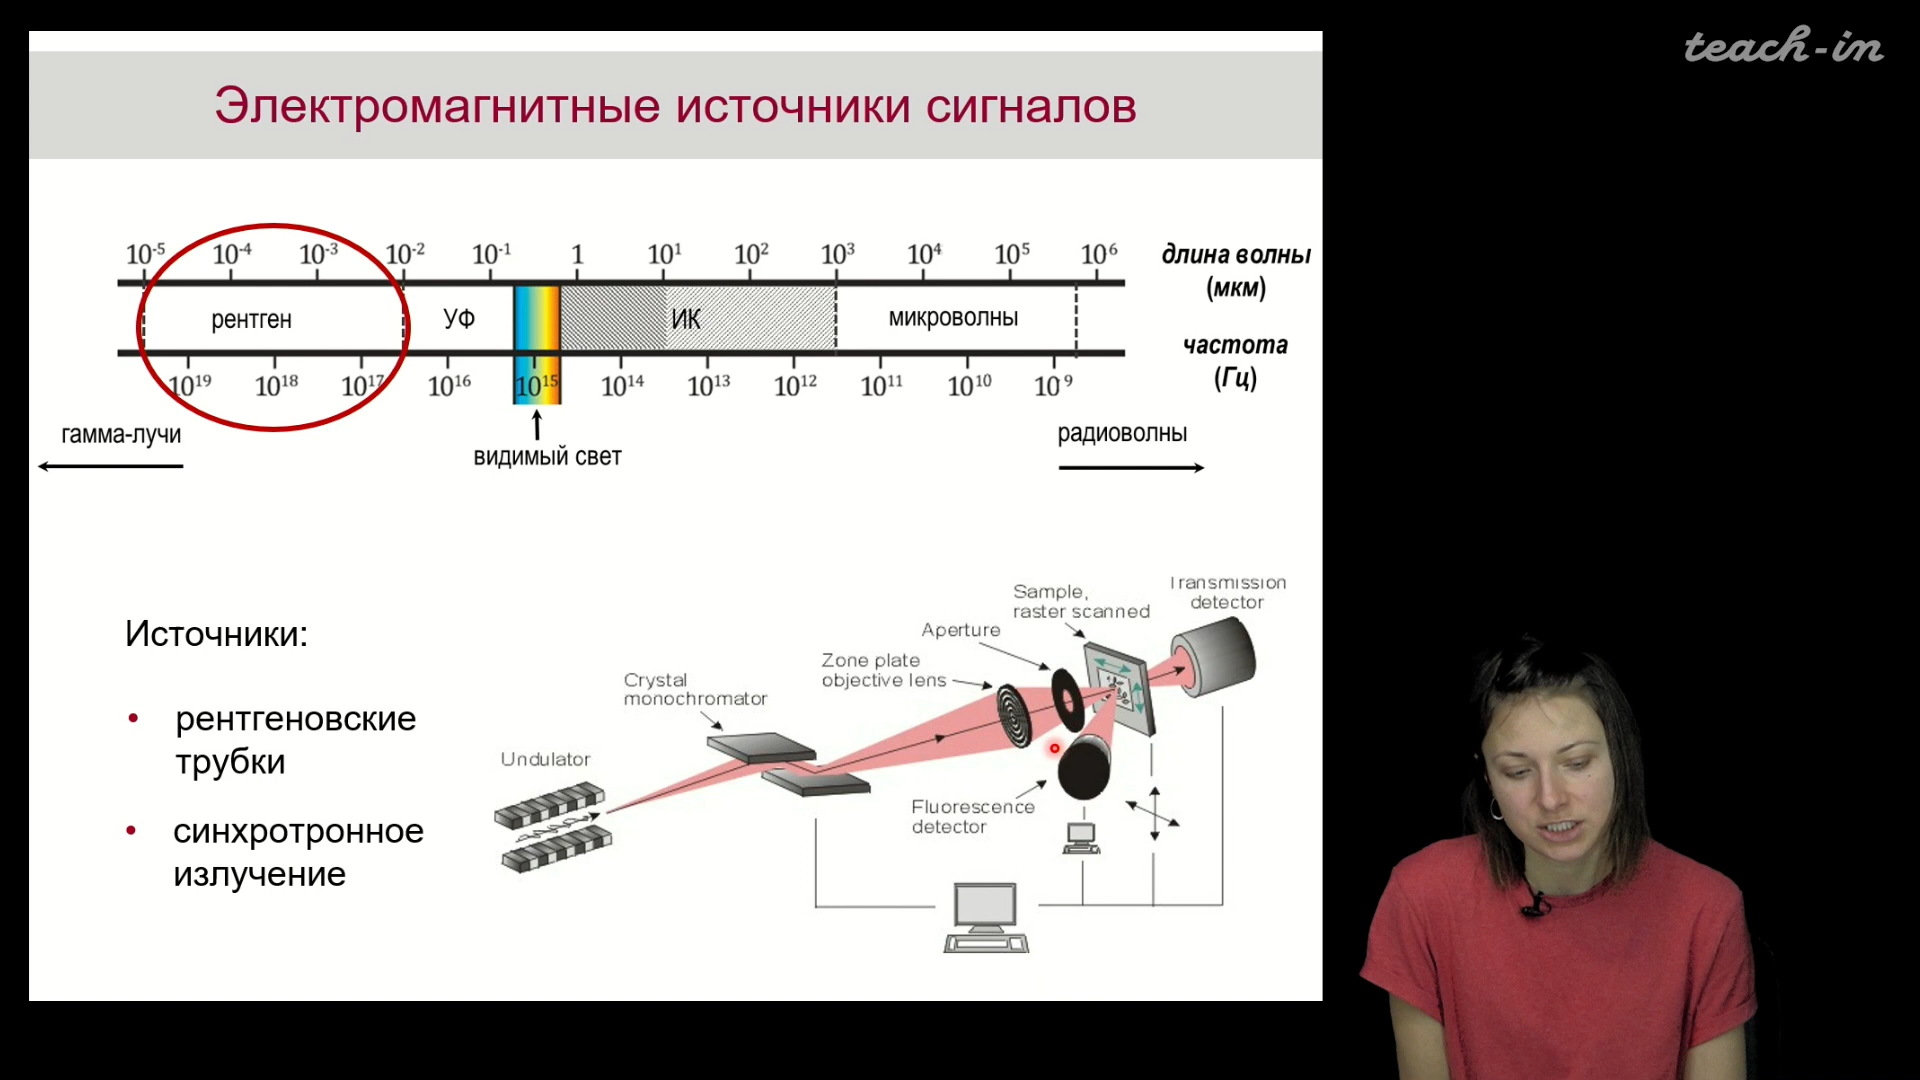 teach-in
Электромагнитные источники сигналов
10⁻⁵ 10⁻⁴ 10⁻³ 10⁻² 10⁻¹ 1 10¹ 10² 10³ 10⁴ 10⁵ 10⁶
длина волны
(мкм)
рентген УФ ИК микроволны
частота
(Гц)
10¹⁹ 10¹⁸ 10¹⁷ 10¹⁶ 10¹⁵ 10¹⁴ 10¹³ 10¹² 10¹¹ 10¹⁰ 10⁹
гамма-лучи
видимый свет
радиоволны
Источники:
• рентгеновские
трубки
• синхротронное
излучение
Undulator
Crystal
monochromator
Zone plate
objective lens
Aperture
Sample,
raster scanned
Transmission
detector
Fluorescence
detector